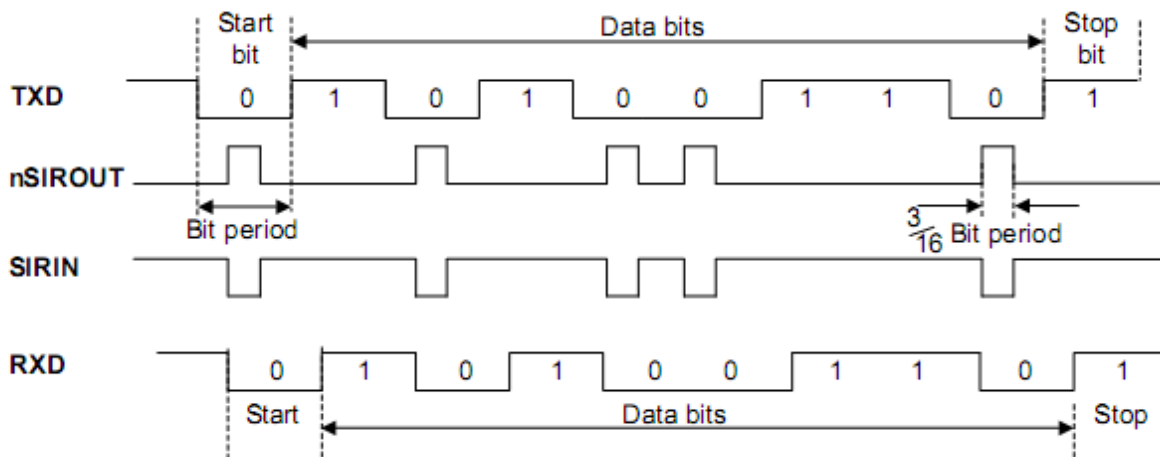 Start bit
Data bits
Stop bit
TXD
0 1 0 1 0 0 1 1 0 1
nSIROUT
Bit period
3/16 Bit period
SIRIN
RXD
0 1 0 1 0 0 1 1 0 1
Start
Data bits
Stop